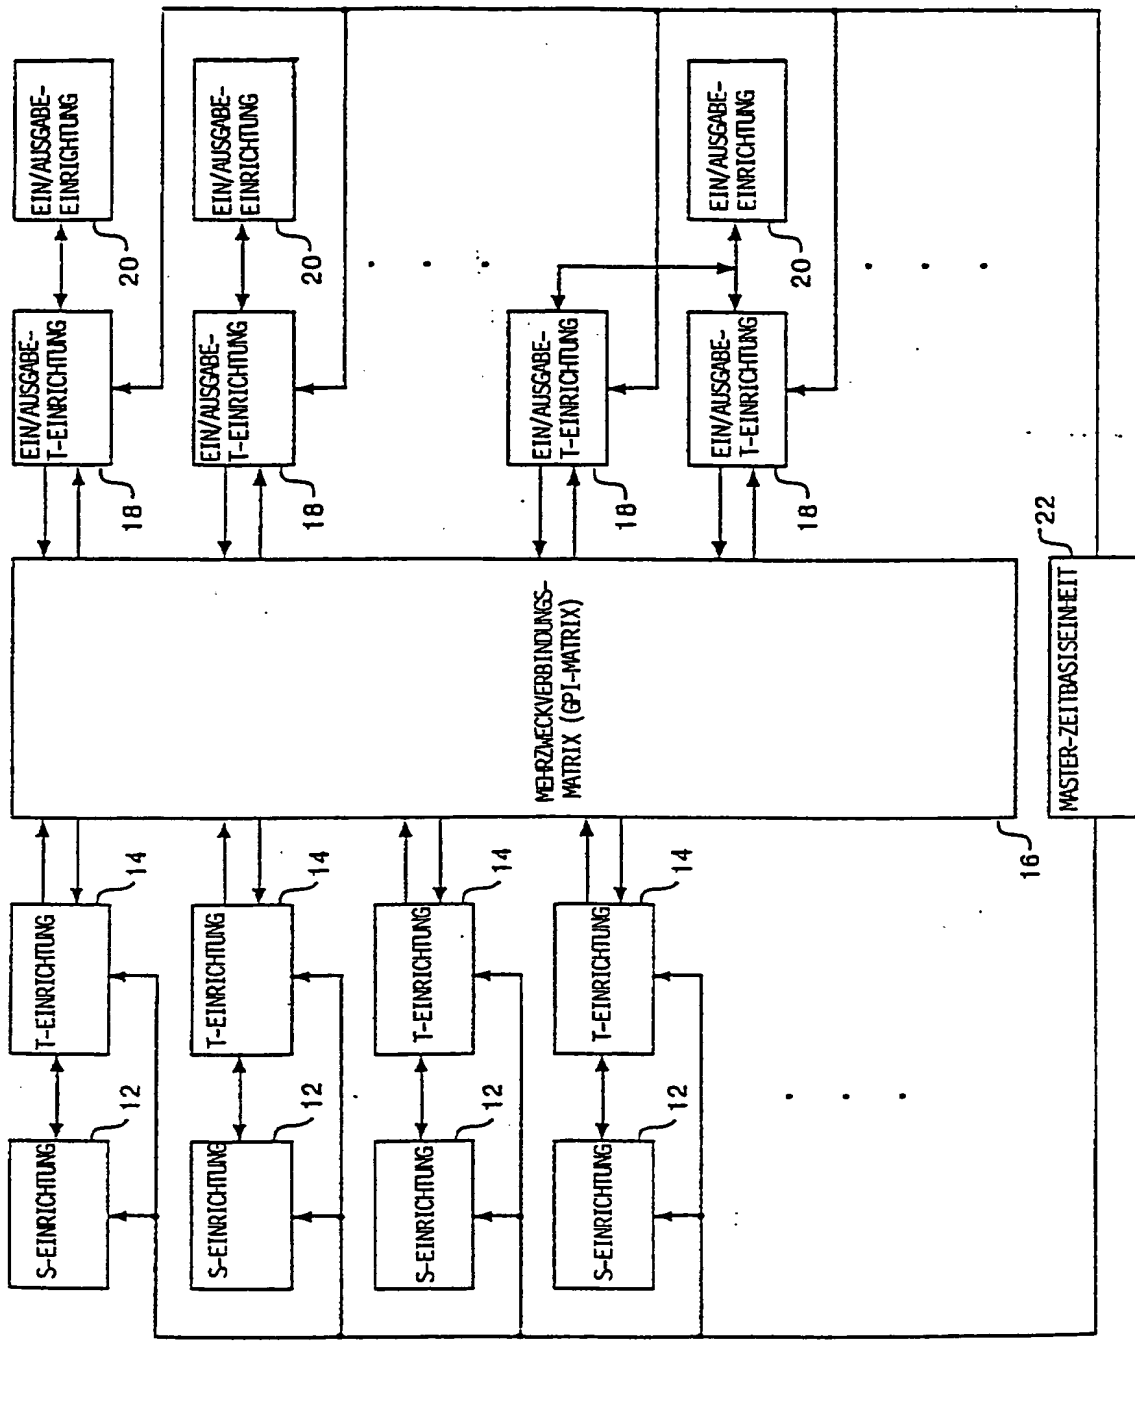 S-EINRICHTUNG
T-EINRICHTUNG
EIN/AUSGABE-
T-EINRICHTUNG
EIN/AUSGABE-
EINRIGHTUNG
12
14
18
20
S-EINRICHTUNG
T-EINRICHTUNG
EIN/AUSGABE-
T-EINRICHTUNG
EIN/AUSGABE-
EINRICHTUNG
12
14
18
20
S-EINRICHTUNG
T-EINRICHTUNG
12
14
MEHRZWECKVERBINDUNGS-
MATRIX (GPI-MATRIX)
EIN/AUSGABE-
T-EINRICHTUNG
18
S-EINRICHTUNG
T-EINRICHTUNG
EIN/AUSGABE-
T-EINRICHTUNG
EIN/AUSGABE-
EINRICHTUNG
12
14
18
20
16
22
MASTER-ZEITBASISEINHEIT